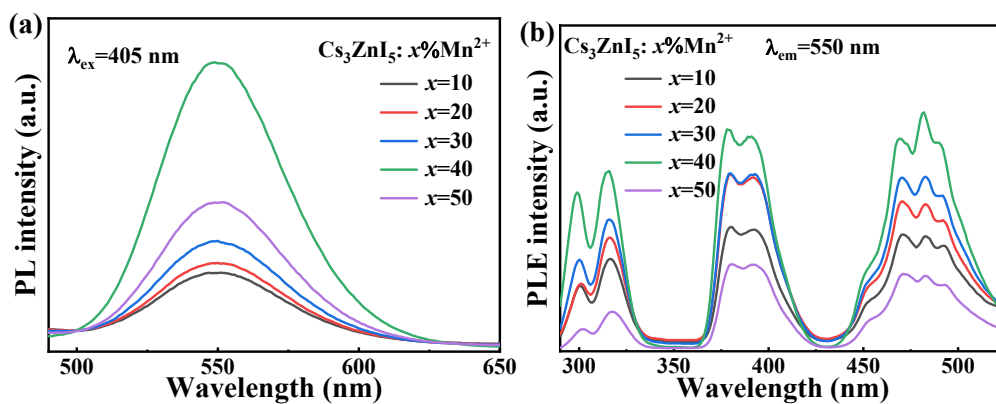 (a)
λex=405 nm
Cs3ZnI5: x%Mn2+
x=10
x=20
x=30
x=40
x=50
PL intensity (a.u.)
500 550 600 650
Wavelength (nm)
(b)
Cs3ZnI5: x%Mn2+
λem=550 nm
x=10
x=20
x=30
x=40
x=50
PLE intensity (a.u.)
300 350 400 450 500
Wavelength (nm)